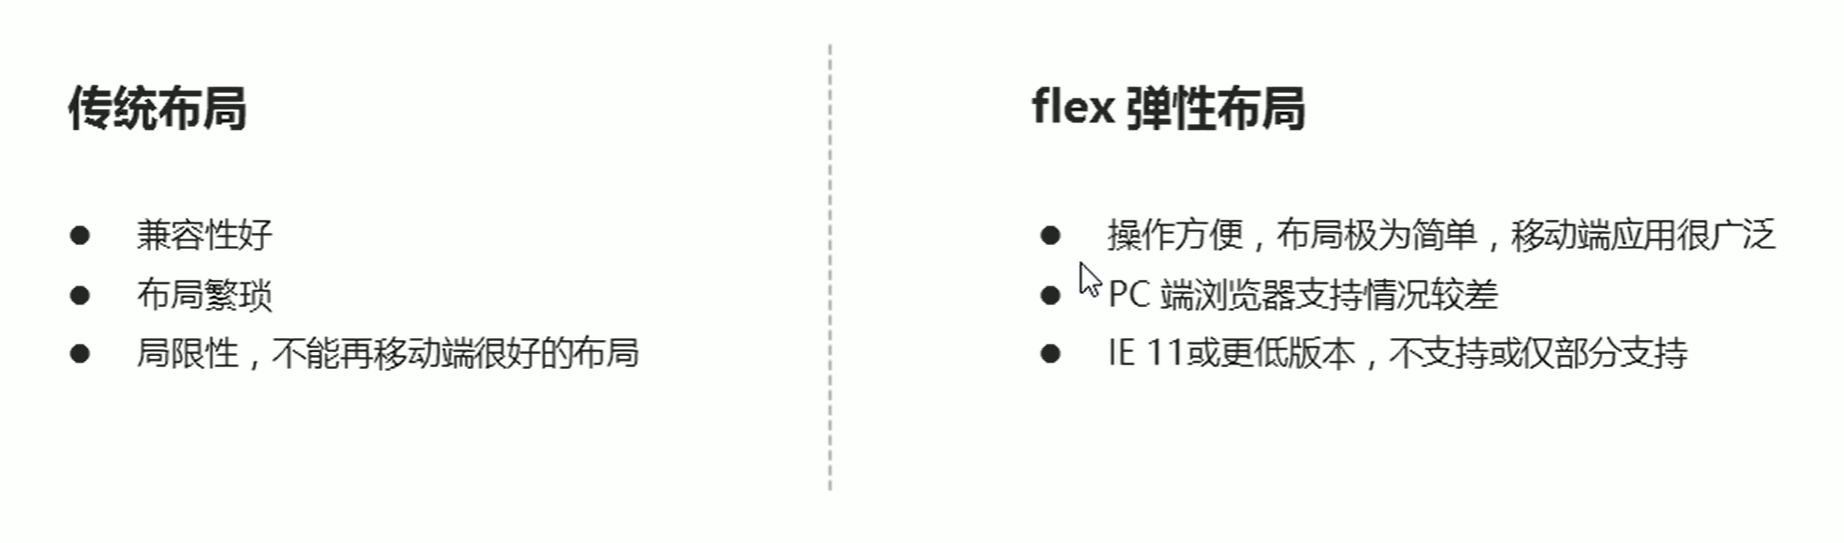 传统布局
兼容性好
布局繁琐
局限性，不能再移动端很好的布局
flex 弹性布局
操作方便，布局极为简单，移动端应用很广泛
PC 端浏览器支持情况较差
IE 11或更低版本，不支持或仅部分支持